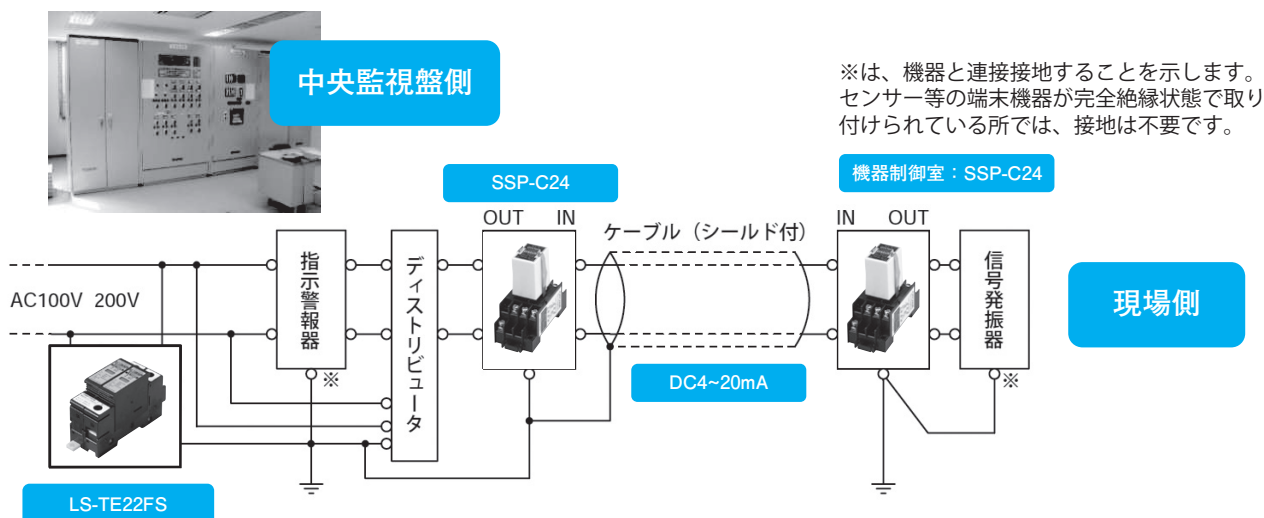 中央監視盤側
※は、機器と連接接地することを示します。
センサー等の端末機器が完全絶縁状態で取り
付けられている所では、接地は不要です。
SSP-C24
機器制御室：SSP-C24
OUT IN
ケーブル（シールド付）
IN OUT
AC100V 200V
指示警報器
ディストリビュータ
信号発振器
現場側
※
DC4~20mA
※
LS-TE22FS